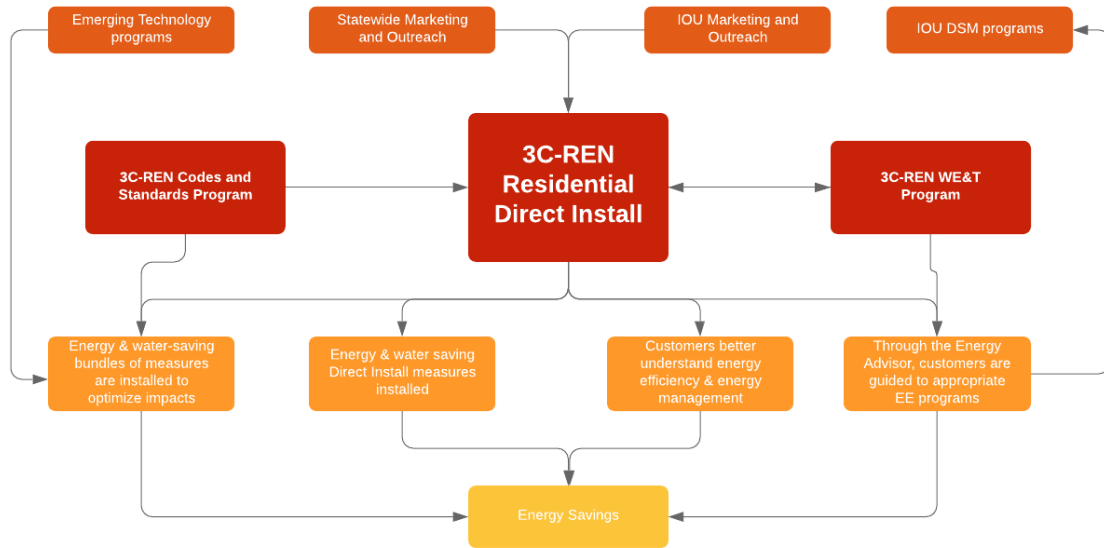 Emerging Technology
programs
Statewide Marketing
and Outreach
IOU Marketing and
Outreach
IOU DSM programs
3C-REN Codes and
Standards Program
3C-REN
Residential
Direct Install
3C-REN WE&T
Program
Energy & water-saving
bundles of measures
are installed to
optimize impacts
Energy & water saving
Direct Install measures
installed
Customers better
understand energy
efficiency & energy
management
Through the Energy
Advisor, customers are
guided to appropriate
EE programs
Energy Savings